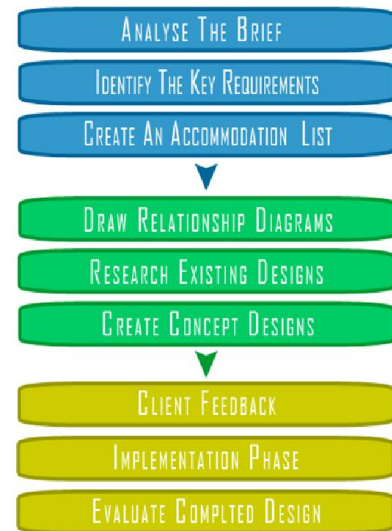 Analyse The Brief
Identify The Key Requirements
Create An Accommodation List
Draw Relationship Diagrams
Research Existing Designs
Create Concept Designs
Client Feedback
Implementation Phase
Evaluate Complted Design